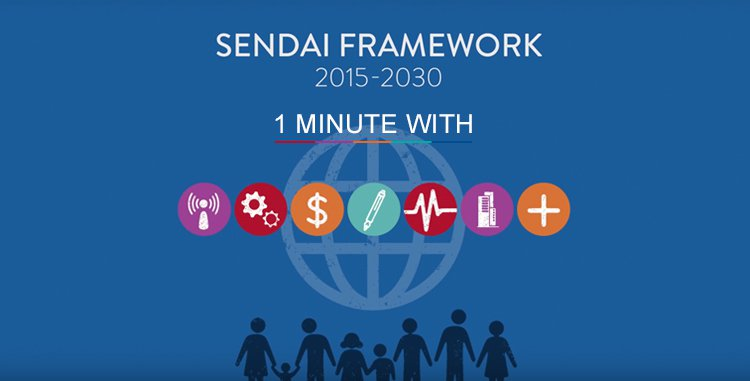 SENDAI FRAMEWORK
2015-2030
1 MINUTE WITH